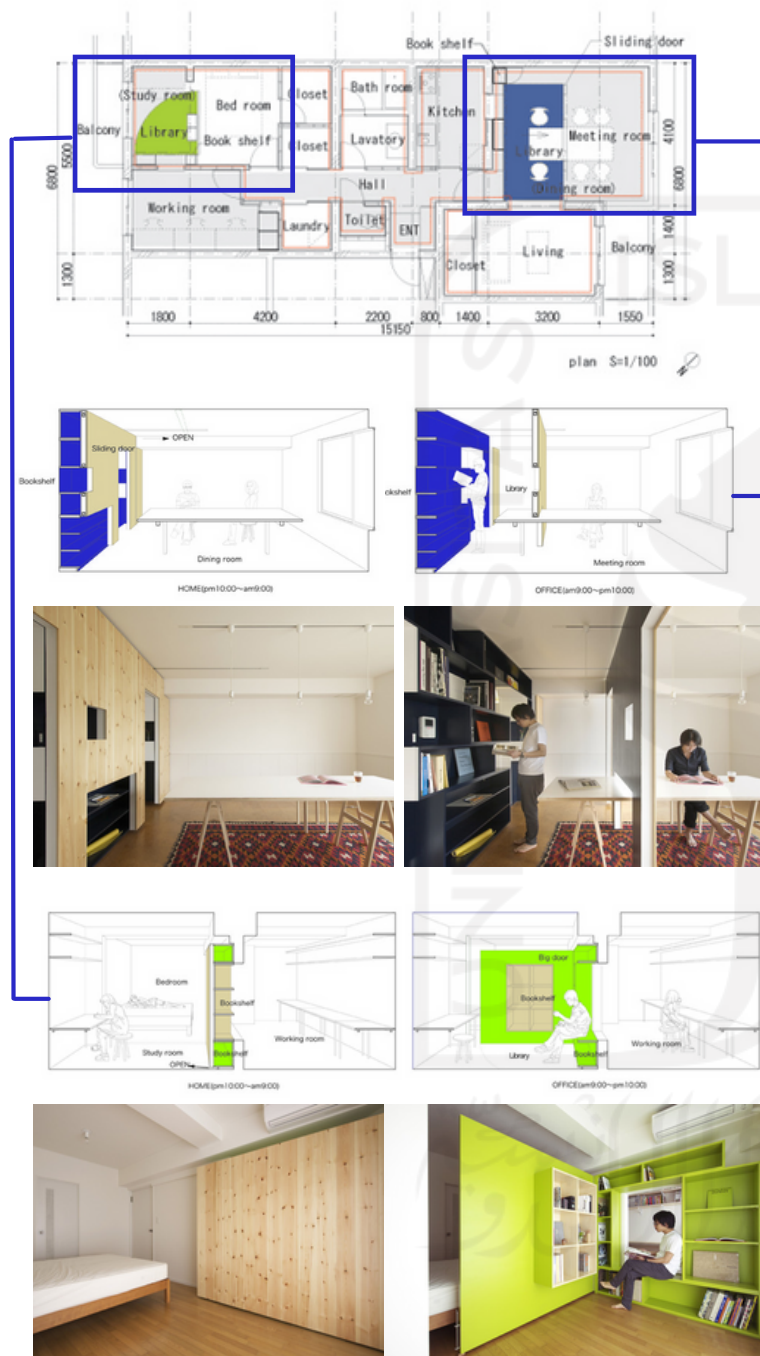 Book shelf
Sliding door
(Study room)
Bed room
Closet
Bath room
Kitchen
Balcony
Library
Book shelf
Closet
Lavatory
Library
Meeting room
(Dining room)
Hall
Working room
Laundry
Toilet
ENT
Closet
Living
Balcony
6800
5500
1300
4100
6800
1400
1300
1800
4200
2200
800
1400
3200
1550
15150
plan S=1/100
N
Sliding door
OPEN
Bookshelf
Dining room
HOME(pm10:00~am9:00)
okshelf
Library
Meeting room
OFFICE(am9:00~pm10:00)
Bedroom
Bookshelf
Working room
Study room
Bookshelf
OPEN
HOME(pm10:00~am9:00)
Big door
Bookshelf
Working room
Library
Bookshelf
OFFICE(am9:00~pm10:00)